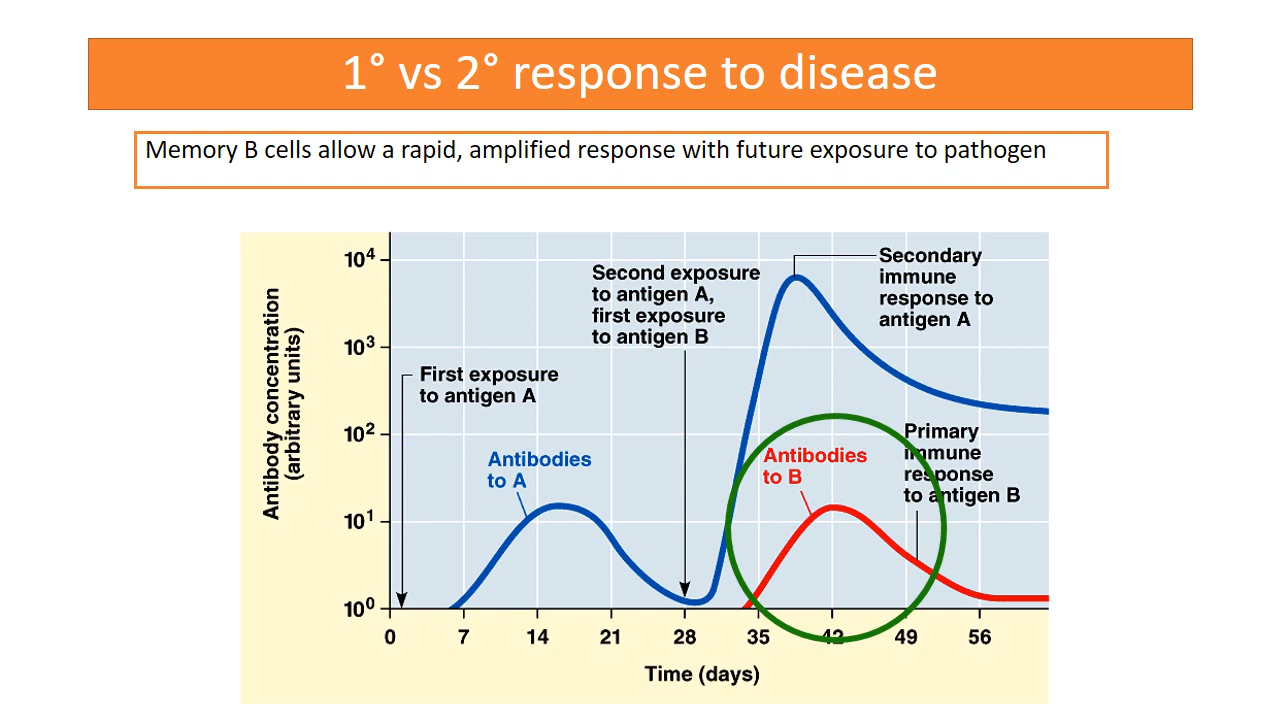 1° vs 2° response to disease
Memory B cells allow a rapid, amplified response with future exposure to pathogen
Antibody concentration
(arbitrary units)
10⁴
10³
10²
10¹
10⁰
First exposure
to antigen A
Antibodies
to A
Second exposure
to antigen A,
first exposure
to antigen B
Secondary
immune
response to
antigen A
Antibodies
to B
Primary
immune
response
to antigen B
0 7 14 21 28 35 42 49 56
Time (days)